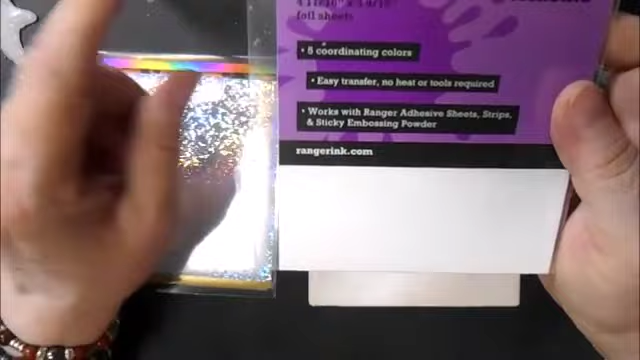 foil sheets
• 5 coordinating colors
• Easy transfer, no heat or tools required
• Works with Ranger Adhesive Sheets, Strips,
& Sticky Embossing Powder
rangerink.com